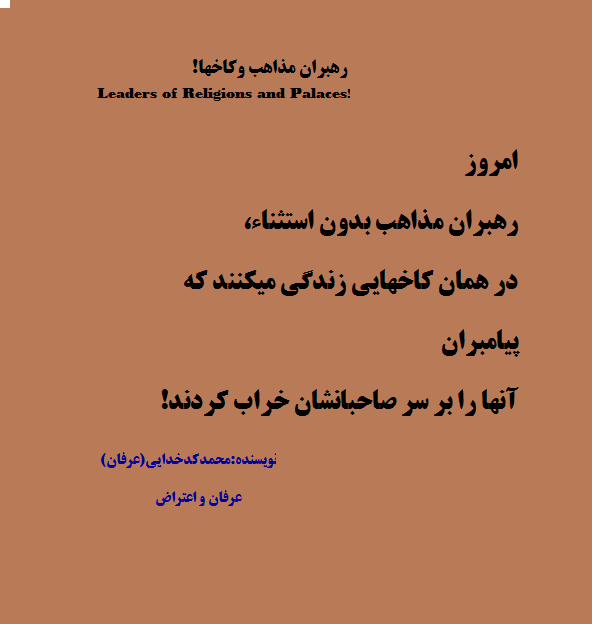 رهبران مذاهب وکاخها!
Leaders of Religions and Palaces!
امروز
رهبران مذاهب بدون استثناء،
در همان کاخهایی زندگی میکنند که
پیامبران
آنها را بر سر صاحبانشان خراب کردند!
نویسنده:محمدکدخدایی(عرفان)
عرفان و اعتراض